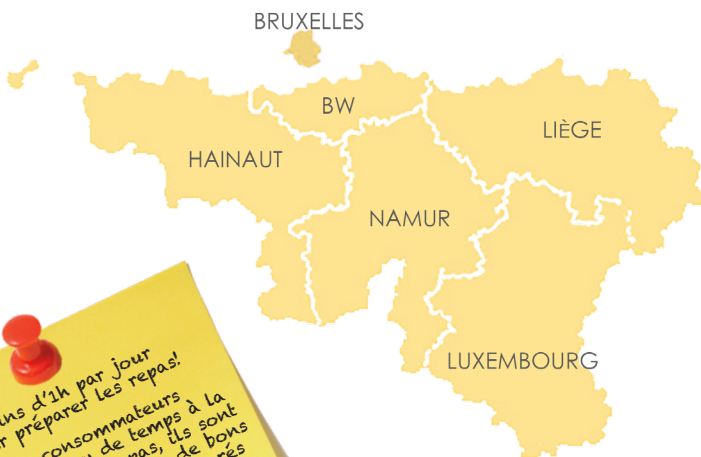 BRUXELLES
BW
LIÈGE
HAINAUT
NAMUR
LUXEMBOURG
d'1h par jour
préparer les repas!
consommateurs
de temps à la
ils sont
de bons